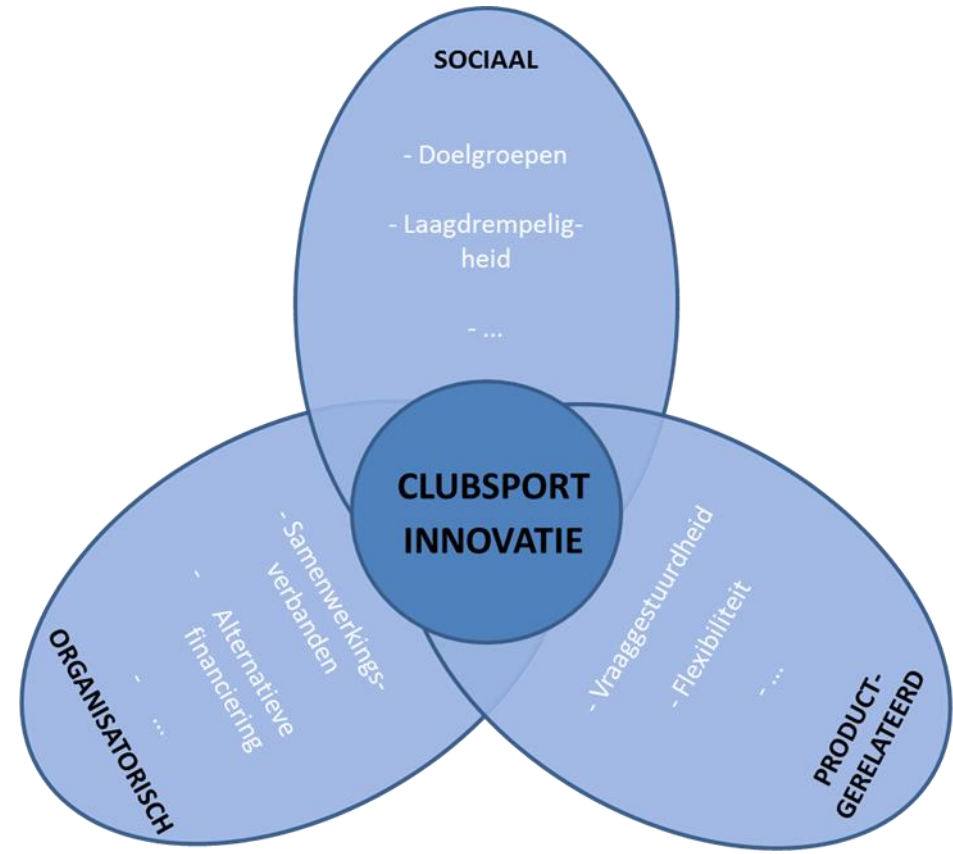 SOCIAAL
- Doelgroepen
- Laagdrempelig-
heid
- ...
CLUBSPORT
INNOVATIE
- Samenwerkings-
verbanden
-
Alternatieve
financiering
-
...
ORGANISATORISCH
- Vraaggestuurdheid
- Flexibiliteit
- ...
PRODUCT-
GERELATEERD